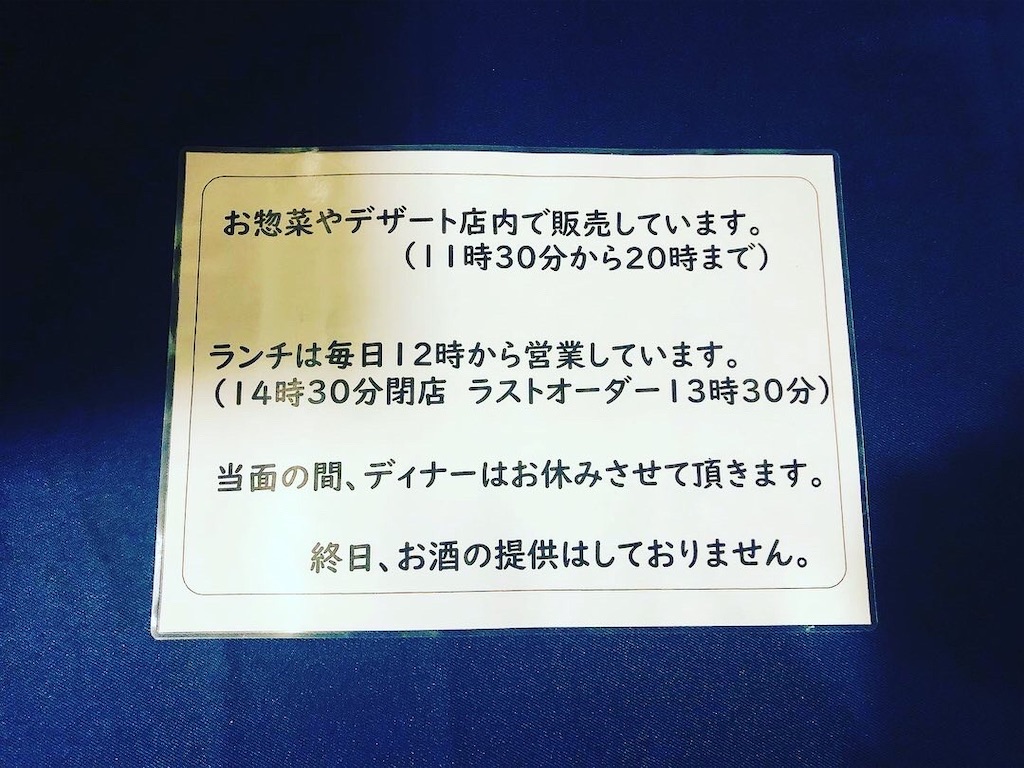 お惣菜やデザート店内で販売しています。
(11時30分から20時まで)
ランチは毎日12時から営業しています。
(14時30分閉店 ラストオーダー13時30分)
当面の間、ディナーはお休みさせて頂きます。
終日、お酒の提供はしておりません。